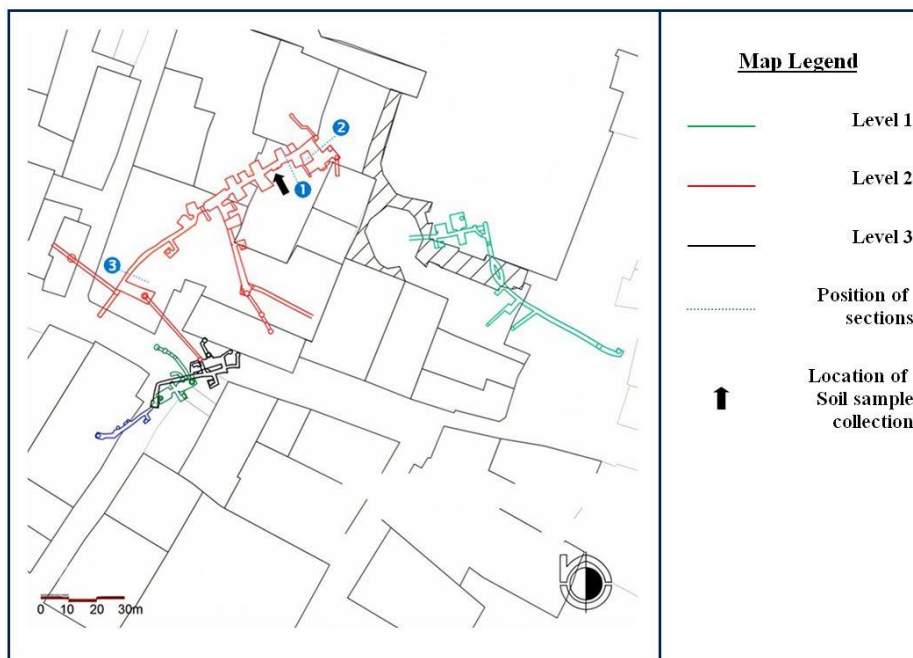 Map Legend
Level 1
Level 2
Level 3
Position of
sections
Location of
Soil sample
collection
2
1
3
0 10 20 30m